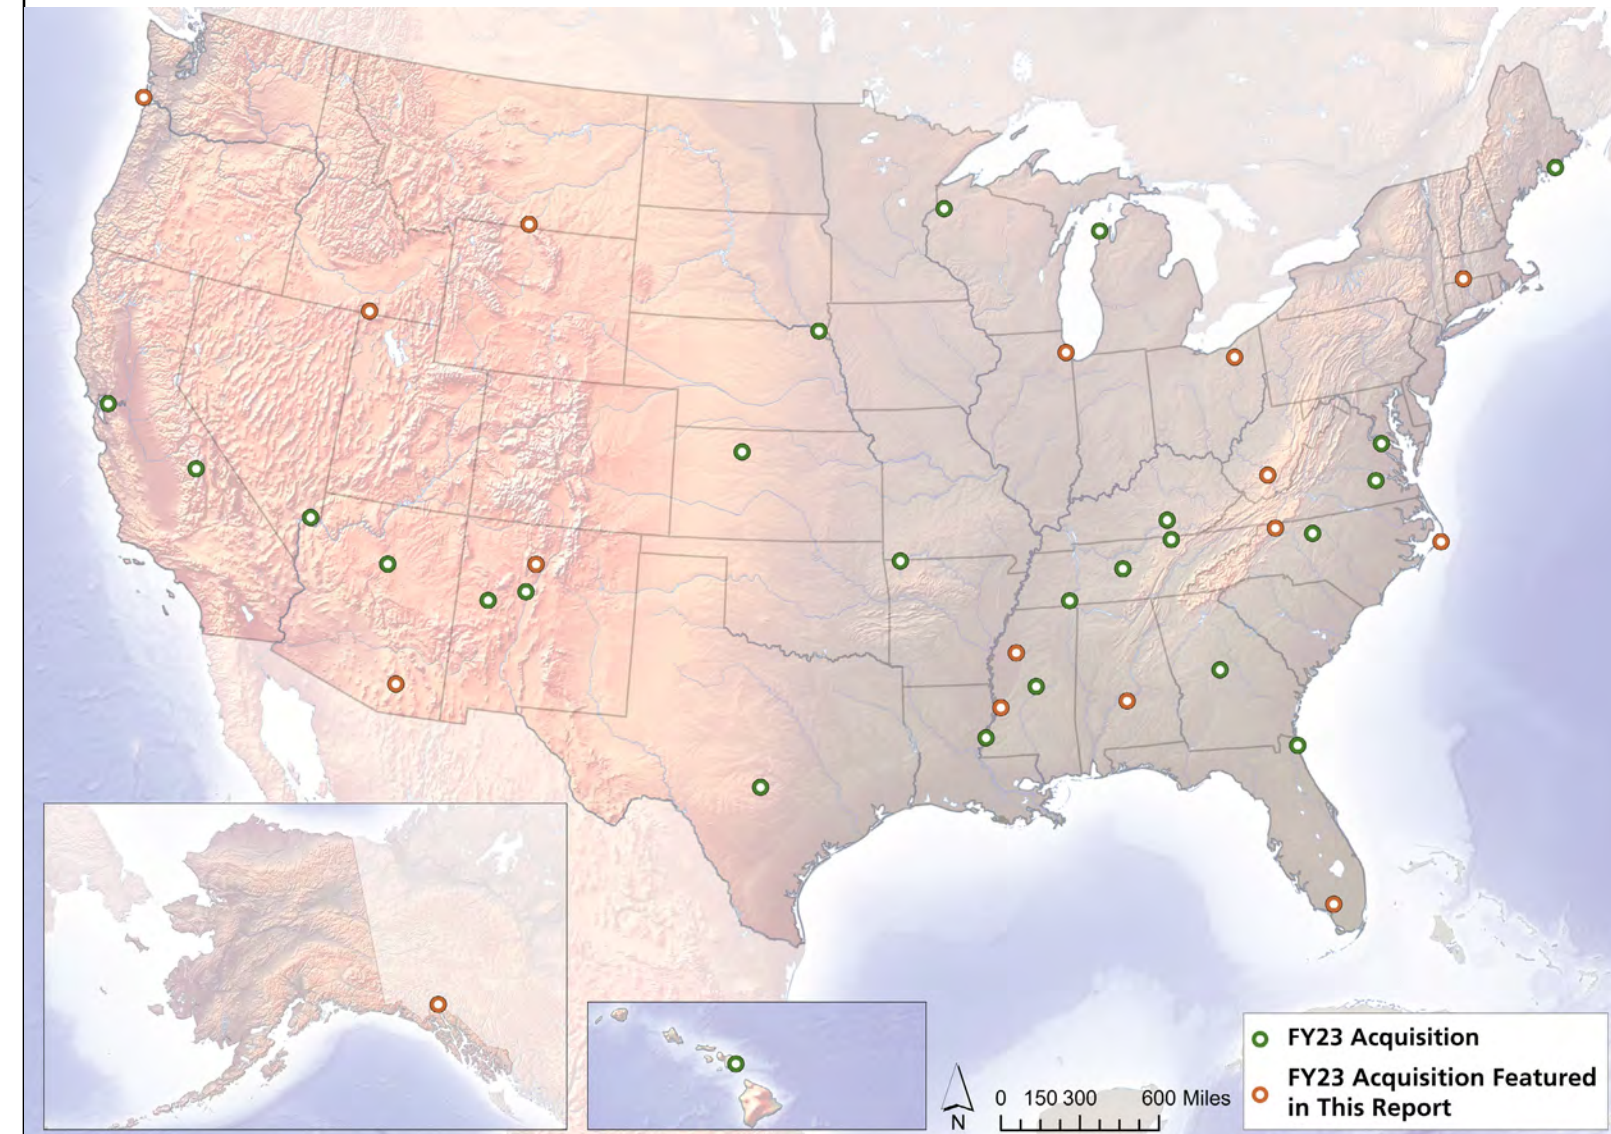 FY23 Acquisition
FY23 Acquisition Featured
in This Report
N
0 150 300 600 Miles